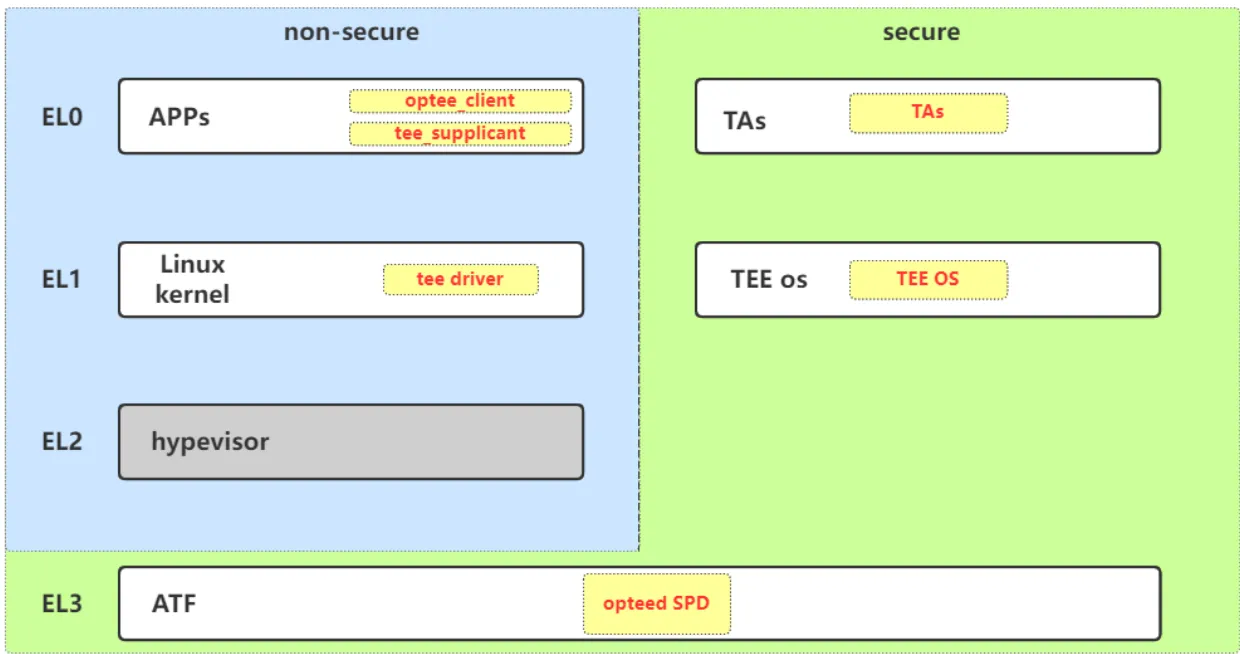 non-secure
secure
EL0
APPs
optee_client
tee_supplicant
TAs
TAs
EL1
Linux
kernel
tee driver
TEE os
TEE OS
EL2
hypevisor
EL3
ATF
opteed SPD